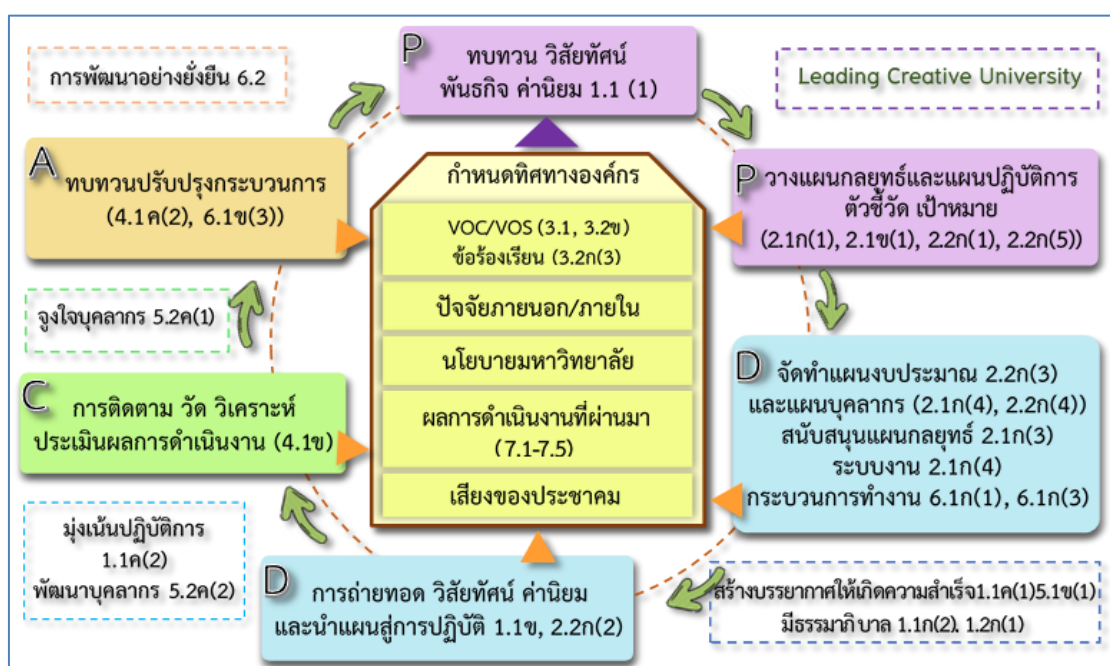 การพัฒนาอย่างยั่งยืน 6.2
P
ทบทวน วิสัยทัศน์
พันธกิจ ค่านิยม 1.1 (1)
Leading Creative University
A
ทบทวนปรับปรุงกระบวนการ
(4.1ค(2), 6.1ข(3))
กำหนดทิศทางองค์กร
VOC/VOS (3.1, 3.2ข)
ข้อร้องเรียน (3.2ก(3)
ปัจจัยภายนอก/ภายใน
นโยบายมหาวิทยาลัย
ผลการดำเนินงานที่ผ่านมา
(7.1-7.5)
เสียงของประชาคม
P
วางแผนกลยุทธ์และแผนปฏิบัติการ
ตัวชี้วัด เป้าหมาย
(2.1ก(1), 2.1ข(1), 2.2ก(1), 2.2ก(5))
จูงใจบุคลากร 5.2ค(1)
C
การติดตาม วัด วิเคราะห์
ประเมินผลการดำเนินงาน (4.1ข)
D
จัดทำแผนงบประมาณ 2.2ก(3)
และแผนบุคลากร (2.1ก(4), 2.2ก(4))
สนับสนุนแผนกลยุทธ์ 2.1ก(3)
ระบบงาน 2.1ก(4)
กระบวนการทำงาน 6.1ก(1), 6.1ก(3)
มุ่งเน้นปฏิบัติการ
1.1ค(2)
พัฒนาบุคลากร 5.2ค(2)
D
การถ่ายทอด วิสัยทัศน์ ค่านิยม
และนำแผนสู่การปฏิบัติ 1.1ข, 2.2ก(2)
สร้างบรรยากาศให้เกิดความสำเร็จ1.1ค(1)5.1ข(1)
มีธรรมาภิบาล 1.1ก(2), 1.2ก(1)